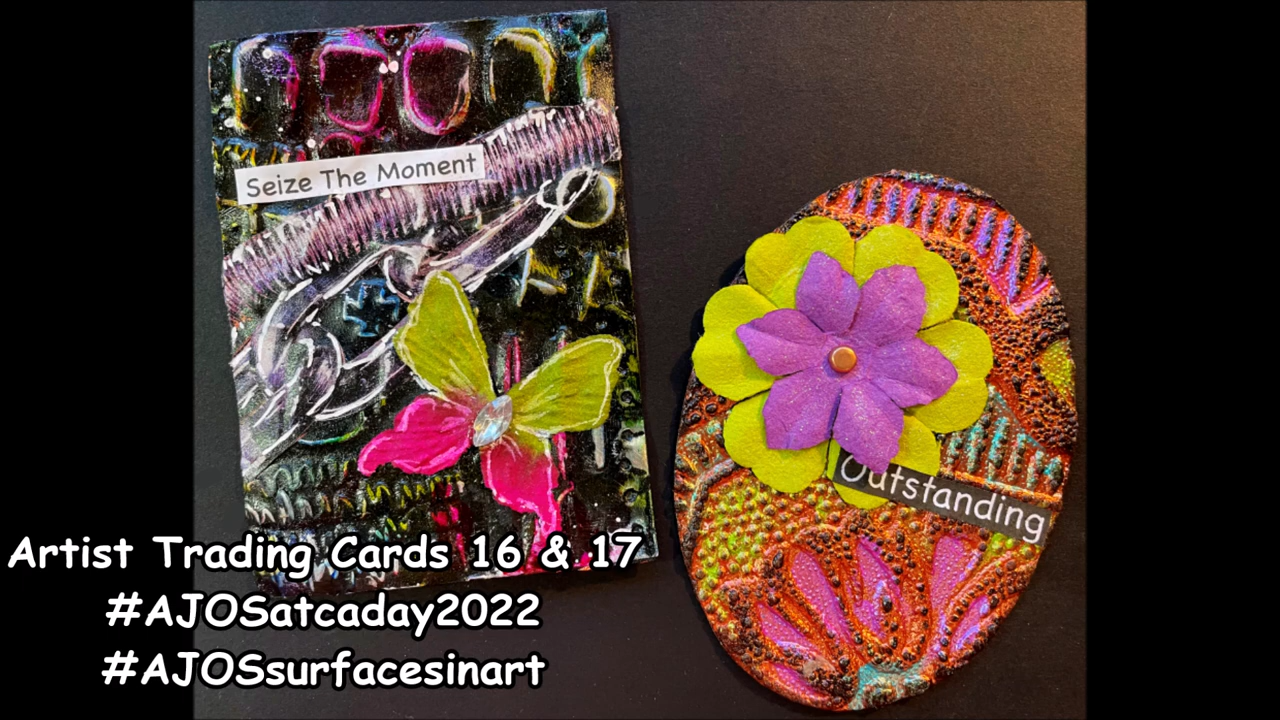 Seize The Moment
Outstanding
Artist Trading Cards 16 & 17
#AJOSatcaday2022
#AJOSsurfacesinart